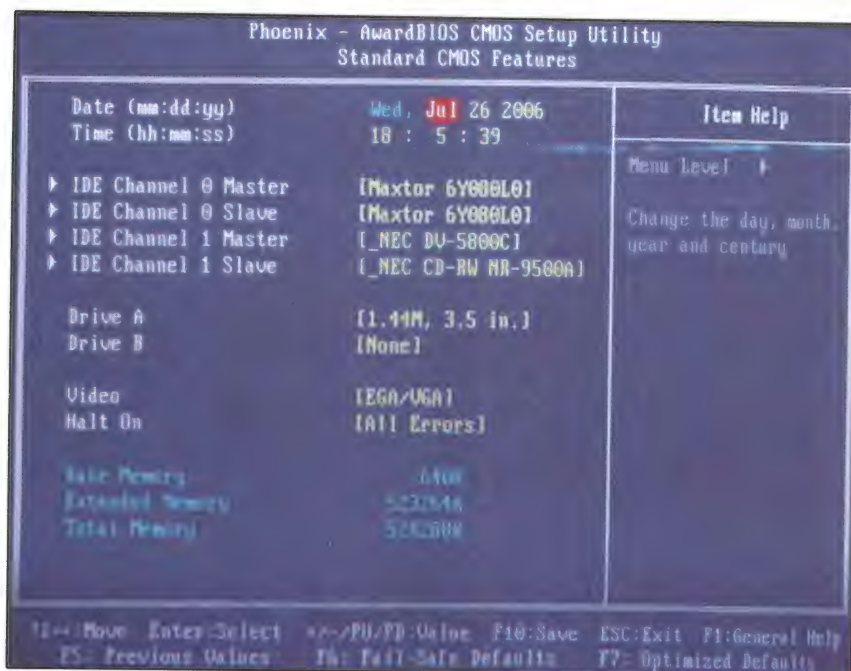 Phoenix - AwardBIOS CMOS Setup Utility
Standard CMOS Features
Date (mm:dd:yy) Wed, Jul 26 2006
Time (hh:mm:ss) 18 : 5 : 39
IDE Channel 0 Master [Maxtor 6Y080L0]
IDE Channel 0 Slave [Maxtor 6Y080L0]
IDE Channel 1 Master [_NEC DV-5800C]
IDE Channel 1 Slave [_NEC CD-RW NR-9500A]
Drive A [1.44M, 3.5 in.]
Drive B [None]
Video [EGA/VGA]
Halt On [All Errors]
Base Memory 640K
Extended Memory
Total Memory
Item Help
Menu Level
Change the day, month,
year and century
:Move Enter:Select +/-/PU/PD:Value F10:Save ESC:Exit F1:General Help
F5: Previous Values F6: Fail-Safe Defaults F7: Optimized Defaults